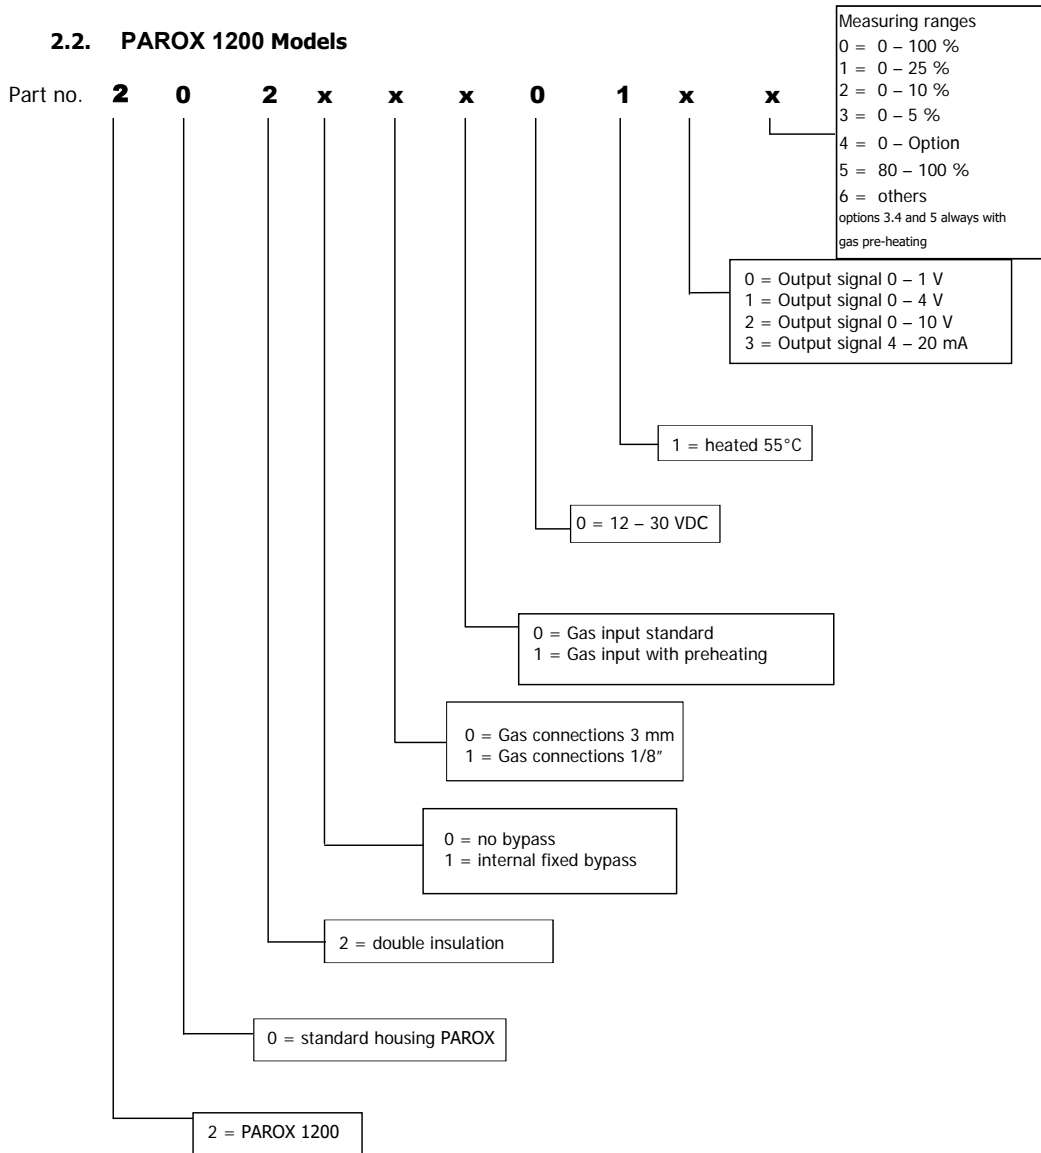 2.2. PAROX 1200 Models
Part no. 2 0 2 x x x 0 1 x x
Measuring ranges
0 = 0 – 100 %
1 = 0 – 25 %
2 = 0 – 10 %
3 = 0 – 5 %
4 = 0 – Option
5 = 80 – 100 %
6 = others
options 3.4 and 5 always with
gas pre-heating
0 = Output signal 0 – 1 V
1 = Output signal 0 – 4 V
2 = Output signal 0 – 10 V
3 = Output signal 4 – 20 mA
1 = heated 55°C
0 = 12 – 30 VDC
0 = Gas input standard
1 = Gas input with preheating
0 = Gas connections 3 mm
1 = Gas connections 1/8″
0 = no bypass
1 = internal fixed bypass
2 = double insulation
0 = standard housing PAROX
2 = PAROX 1200